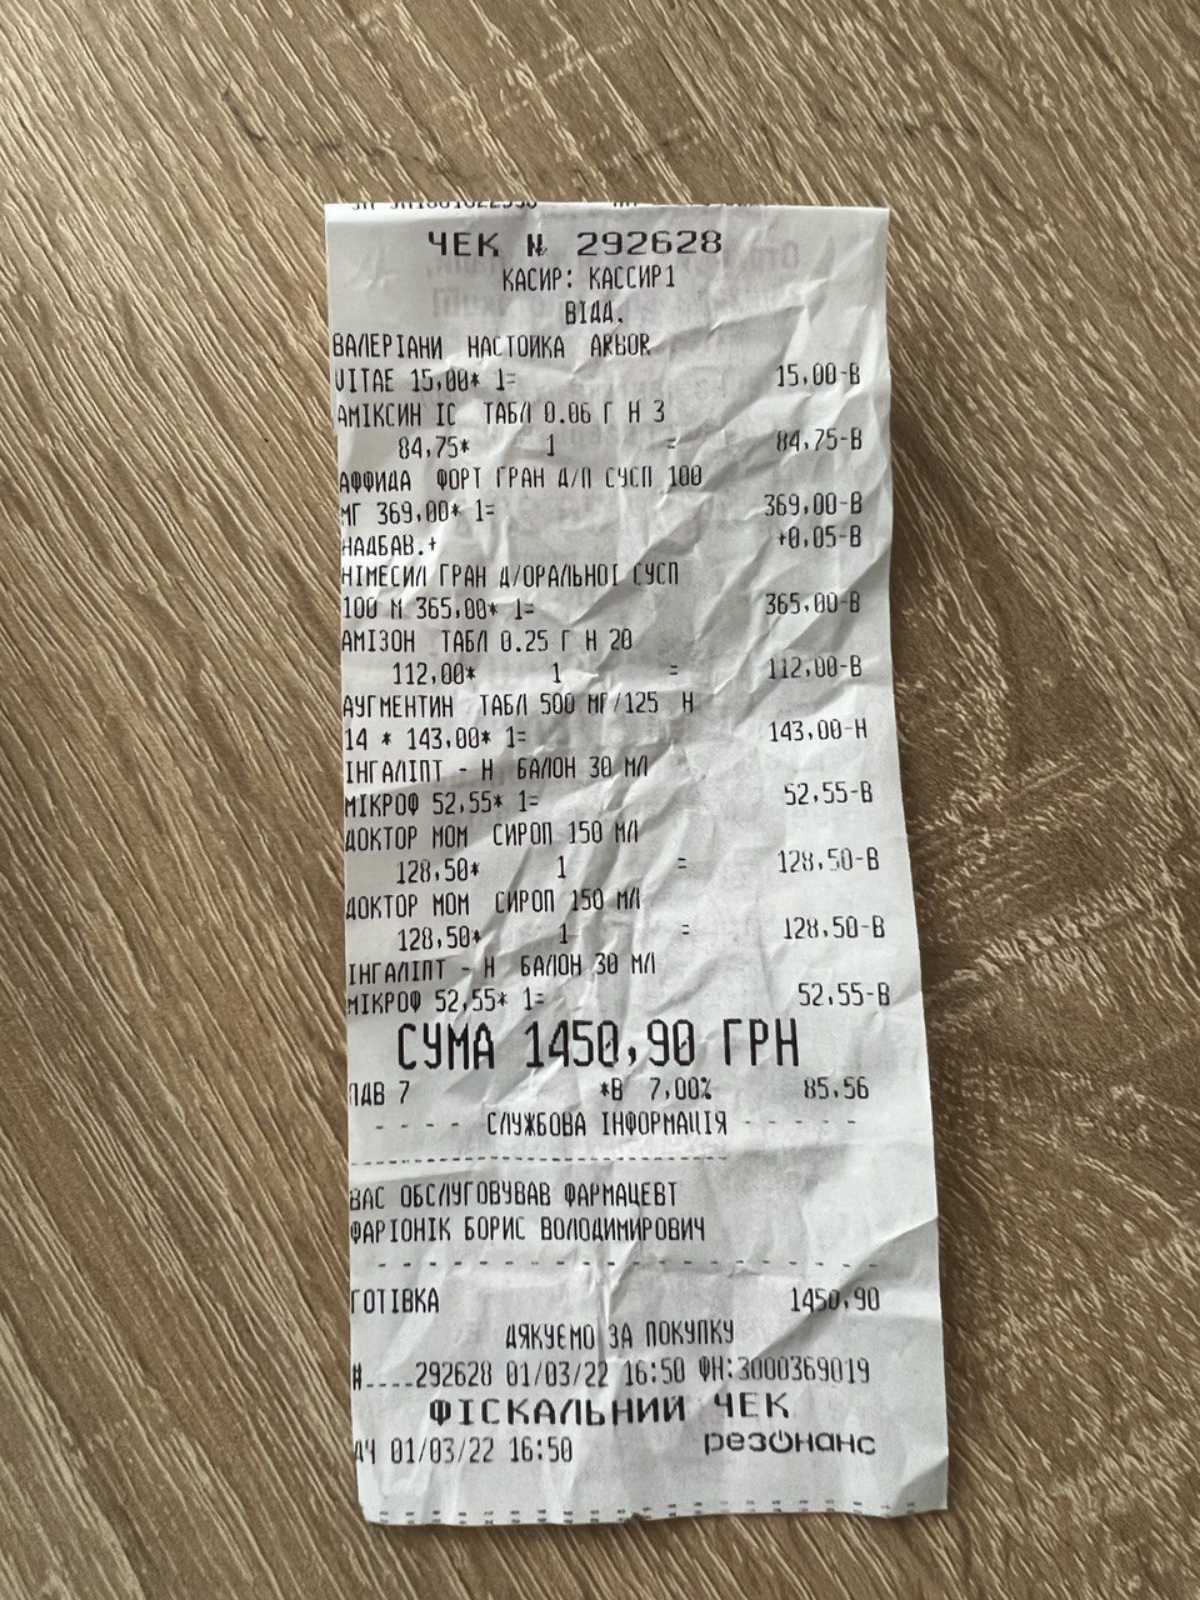 ЧЕК № 292628
КАСИР: КАССИР1
ВІДД.
ВАЛЕРІАНИ НАСТОЙКА ARBOR
VITAE 15,00* 1= 15,00-В
АМІКСИН ІС ТАБЛ 0.06 Г Н 3
84,75* 1 = 84,75-В
АФФИДА ФОРТ ГРАН Д/П СУСП 100
МГ 369,00* 1= 369,00-В
НАДБАВ.+ +0,05-В
НІМЕСИЛ ГРАН Д/ОРАЛЬНОІ СУСП
100 М 365,00* 1= 365,00-В
АМІЗОН ТАБЛ 0.25 Г Н 20
112,00* 1 = 112,00-В
АУГМЕНТИН ТАБЛ 500 МГ/125 Н
14 * 143,00* 1= 143,00-Н
ІНГАЛІПТ - Н БАЛОН 30 МЛ
МІКРОФ 52,55* 1= 52,55-В
ДОКТОР МОМ СИРОП 150 МЛ
128,50* 1 = 128,50-В
ДОКТОР МОМ СИРОП 150 МЛ
128,50* 1 = 128,50-В
ІНГАЛІПТ - Н БАЛОН 30 МЛ
МІКРОФ 52,55* 1= 52,55-В
СУМА 1450,90 ГРН
ПДВ 7 *В 7,00% 85,56
- - - - СЛУЖБОВА ІНФОРМАЦІЯ - - - - -
ВАС ОБСЛУГОВУВАВ ФАРМАЦЕВТ
ФАРІОНІК БОРИС ВОЛОДИМИРОВИЧ
ГОТІВКА 1450,90
ДЯКУЄМО ЗА ПОКУПКУ
#....292628 01/03/22 16:50 ФН:3000369019
ФІСКАЛЬНИЙ ЧЕК
ДЧ 01/03/22 16:50 резонанс